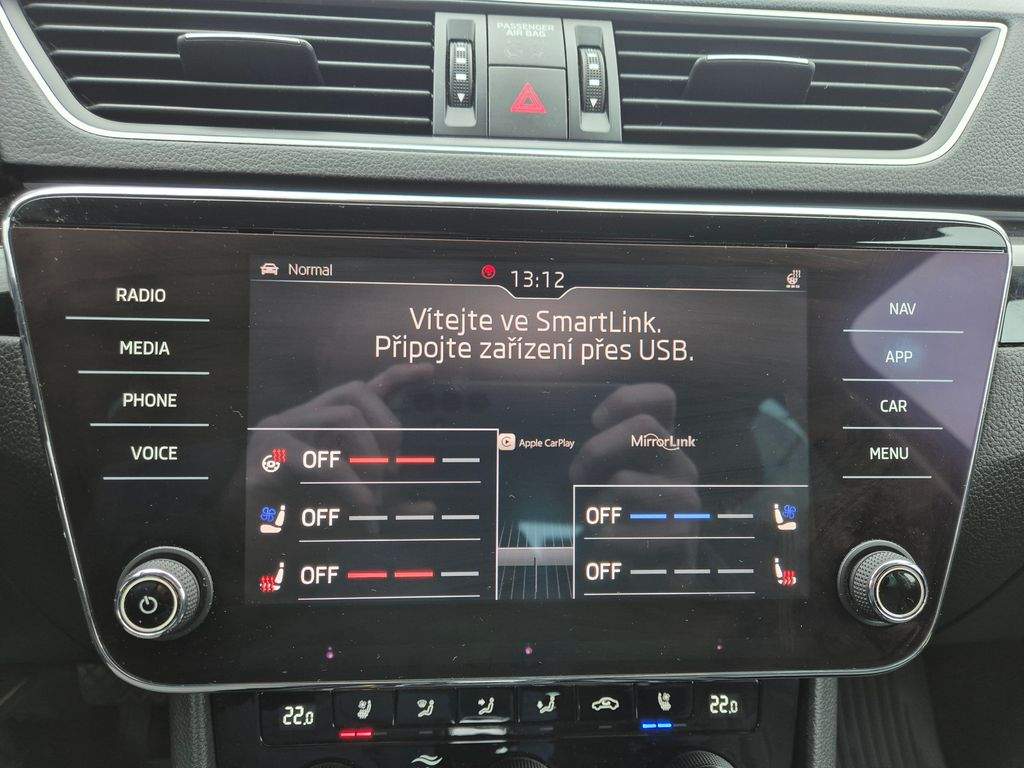 PASSENGER
AIR BAG
Normal
13:12
RADIO
MEDIA
PHONE
VOICE
Vítejte ve SmartLink.
Připojte zařízení přes USB.
Apple CarPlay
MirrorLink
OFF
OFF
OFF
OFF
OFF
NAV
APP
CAR
MENU
22.0
22.0